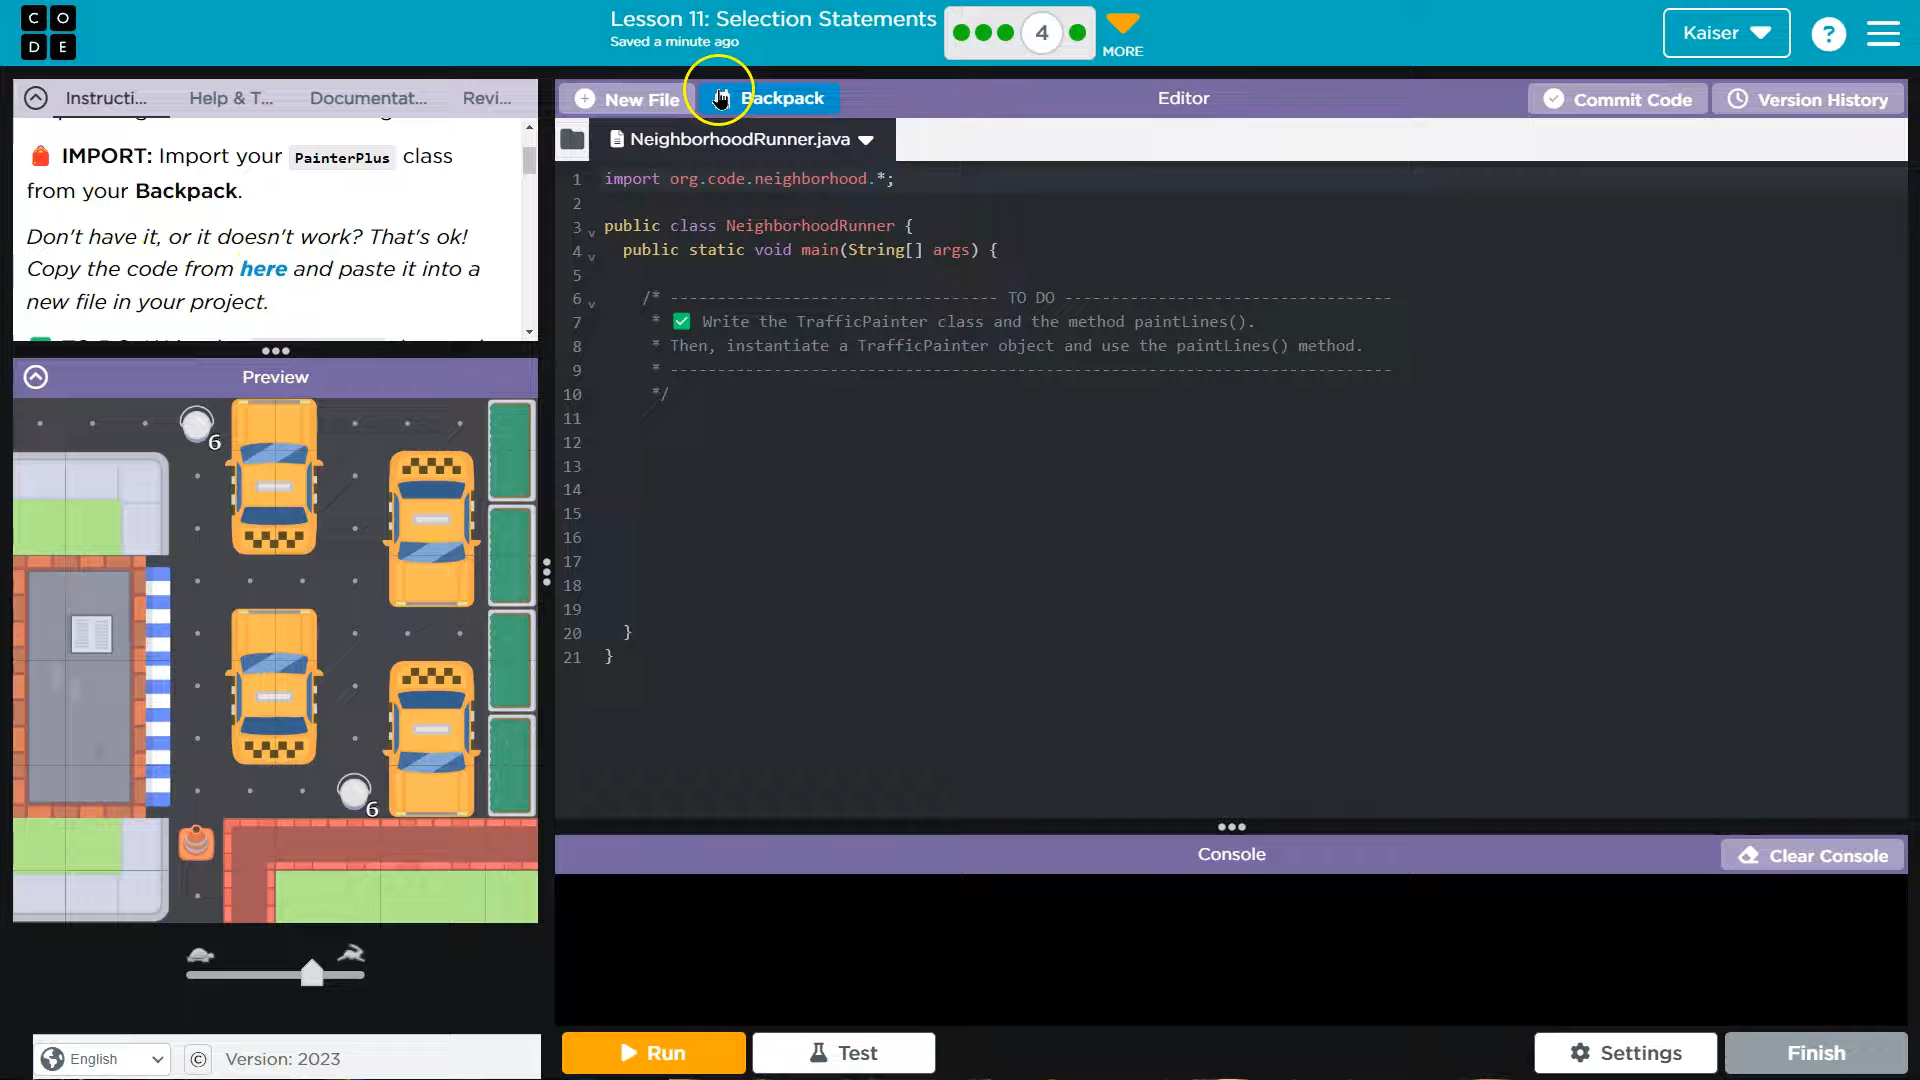 C O
D E
Lesson 11: Selection Statements
Saved a minute ago
4
MORE
Kaiser
?
Instructi...
Help & T...
Documentat...
Revi...
IMPORT: Import your PainterPlus class
from your Backpack.
Don't have it, or it doesn't work? That's ok!
Copy the code from here and paste it into a
new file in your project.
Preview
6
6
English
©
Version: 2023
New File
Backpack
Editor
Commit Code
Version History
NeighborhoodRunner.java
1 import org.code.neighborhood.*;
2
3 public class NeighborhoodRunner {
4 public static void main(String[] args) {
5
6 /* ---------------------------------- TO DO ----------------------------------
7 * ✅ Write the TrafficPainter class and the method paintLines().
8 * Then, instantiate a TrafficPainter object and use the paintLines() method.
9 * ---------------------------------------------------------------------------
10 */
11
12
13
14
15
16
17
18
19
20 }
21 }
Console
Clear Console
Run
Test
Settings
Finish